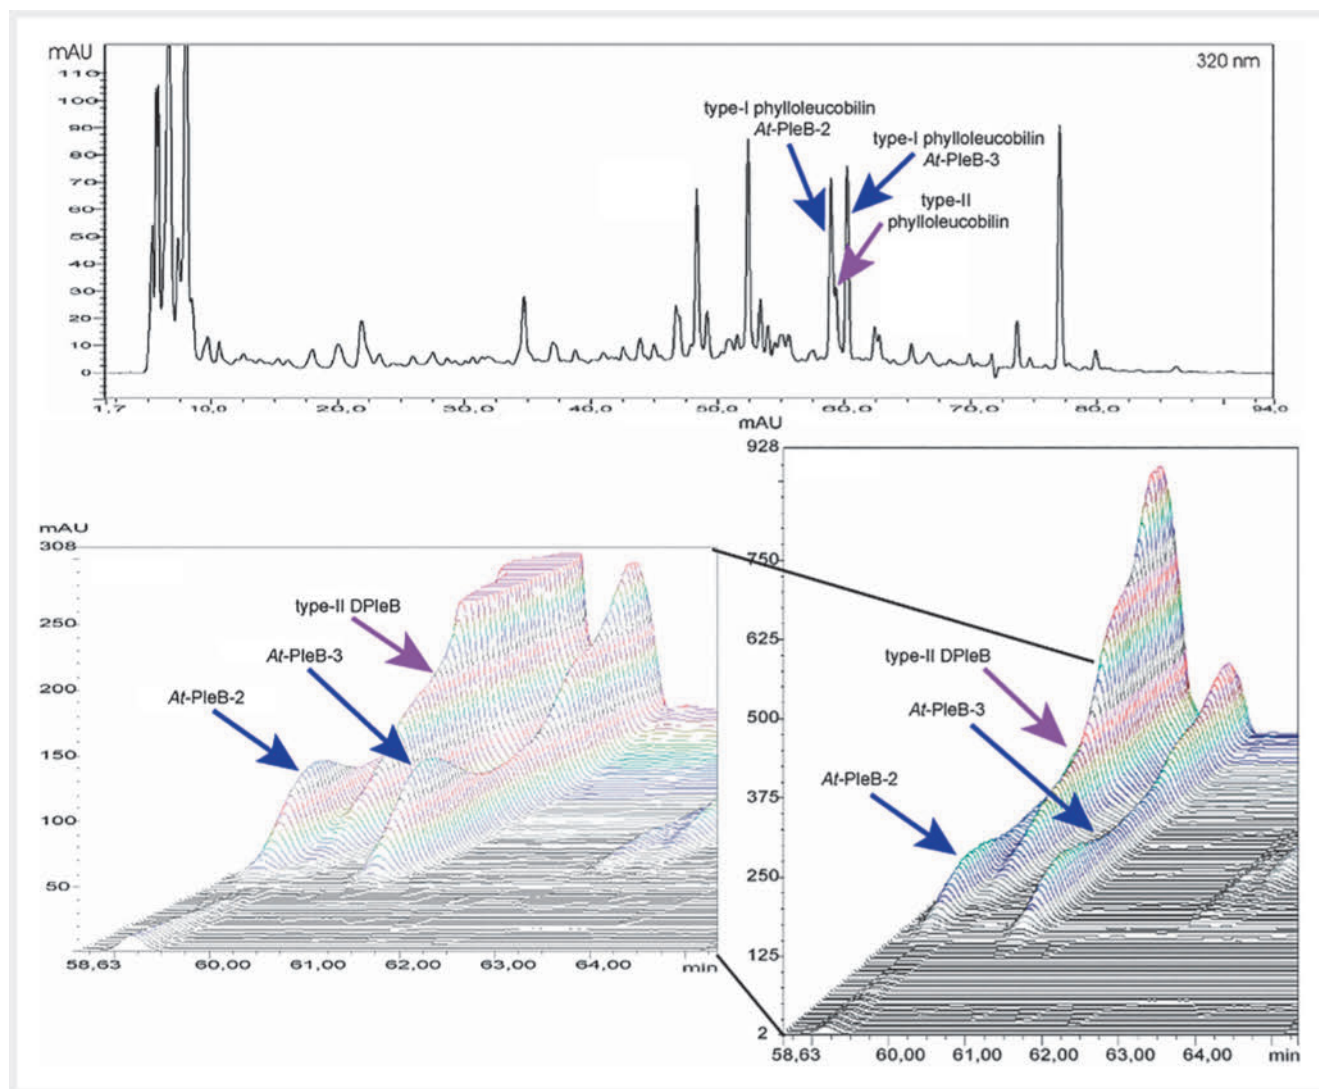 mAU
320 nm
110
100
90
80
70
60
50
40
30
20
10
0
type-I phylloleucobilin
At-PleB-2
type-I phylloleucobilin
At-PleB-3
type-II
phylloleucobilin
1,7
10,0
20,0
30,0
40,0
50,0
60,0
70,0
80,0
94,0
mAU
308
250
200
150
100
50
type-II DPleB
At-PleB-3
At-PleB-2
58,63
60,00
61,00
62,00
63,00
64,00
min
mAU
928
750
625
500
375
250
125
2
type-II DPleB
At-PleB-3
At-PleB-2
58,63
60,00
61,00
62,00
63,00
64,00
min